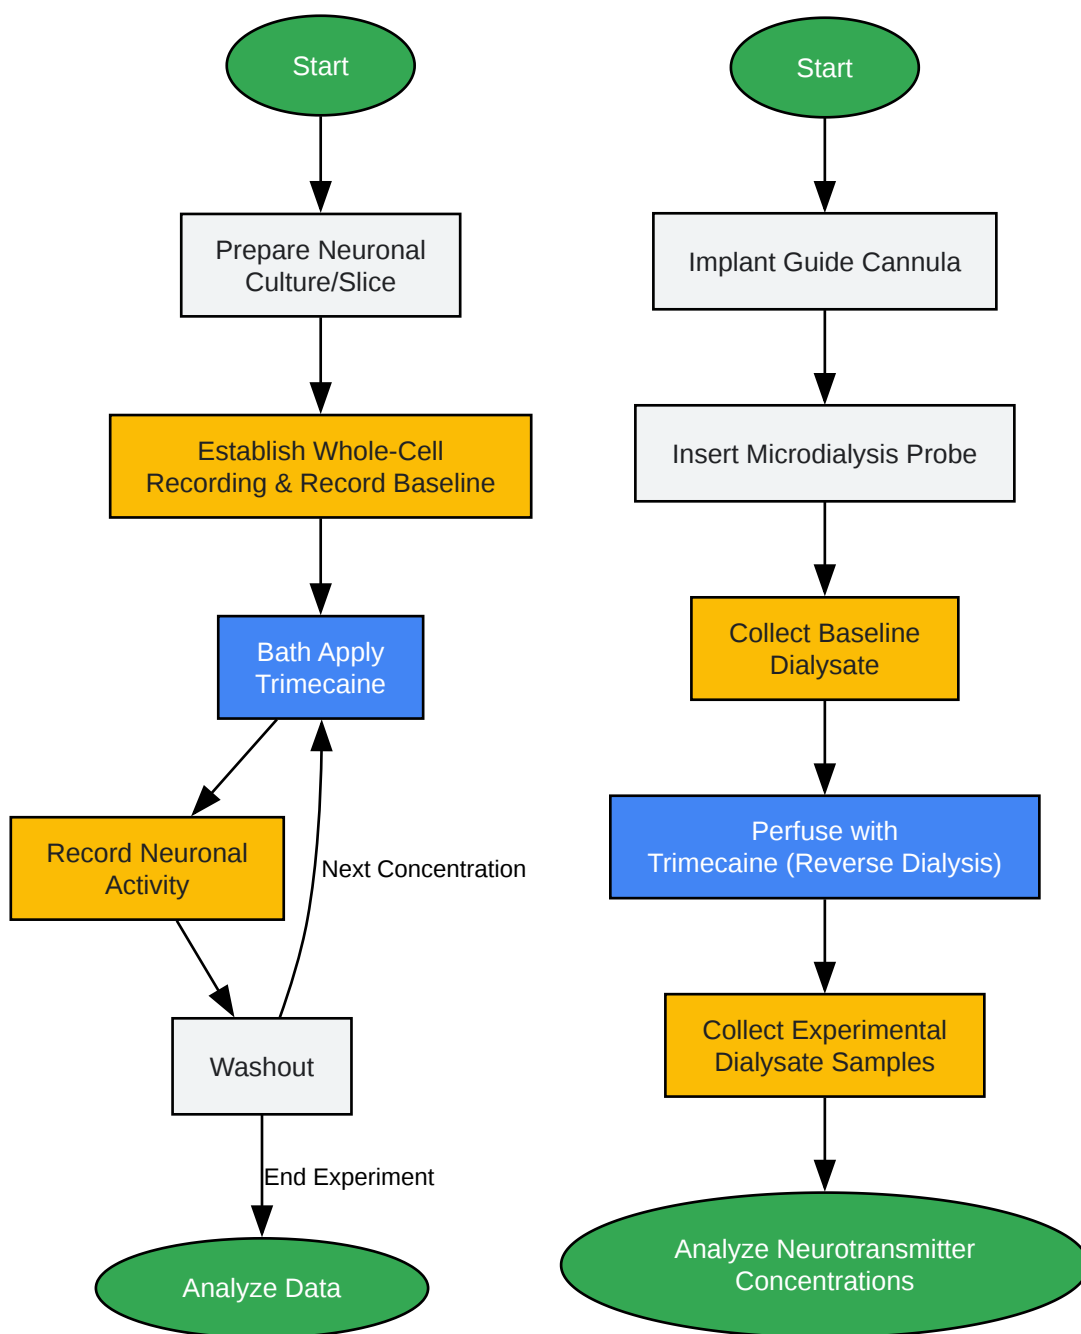 Start
Prepare Neuronal
Culture/Slice
Establish Whole-Cell
Recording & Record Baseline
Bath Apply
Trimecaine
Record Neuronal
Activity
Next Concentration
Washout
End Experiment
Analyze Data
Start
Implant Guide Cannula
Insert Microdialysis Probe
Collect Baseline
Dialysate
Perfuse with
Trimecaine (Reverse Dialysis)
Collect Experimental
Dialysate Samples
Analyze Neurotransmitter
Concentrations